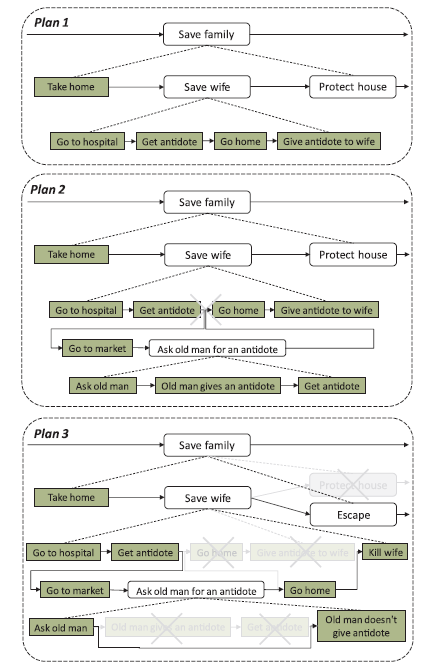 Plan 1
Save family
Take home Save wife Protect house
Go to hospital Get antidote Go home Give antidote to wife
Plan 2
Save family
Take home Save wife Protect house
Go to hospital Get antidote Go home Give antidote to wife
Go to market Ask old man for an antidote
Ask old man Old man gives an antidote Get antidote
Plan 3
Save family
Protect house
Take home Save wife
Escape
Go to hospital Get antidote Go home Give antidote to wife Kill wife
Go to market Ask old man for an antidote Go home
Ask old man Old man gives an antidote Get antidote Old man doesn't
give antidote